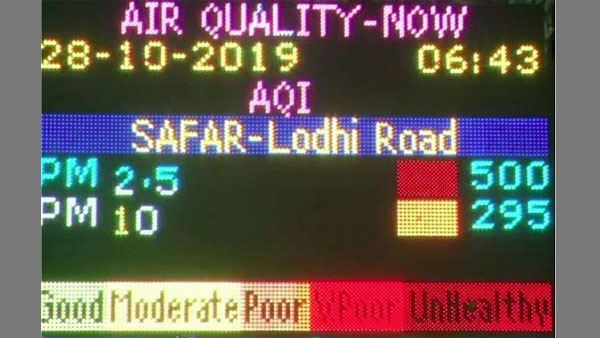 AIR QUALITY-NOW
28-10-2019 06:43
AQI
SAFAR-Lodhi Road
PM 2.5 500
PM 10 295
Good Moderate Poor V.Poor UnHealthy